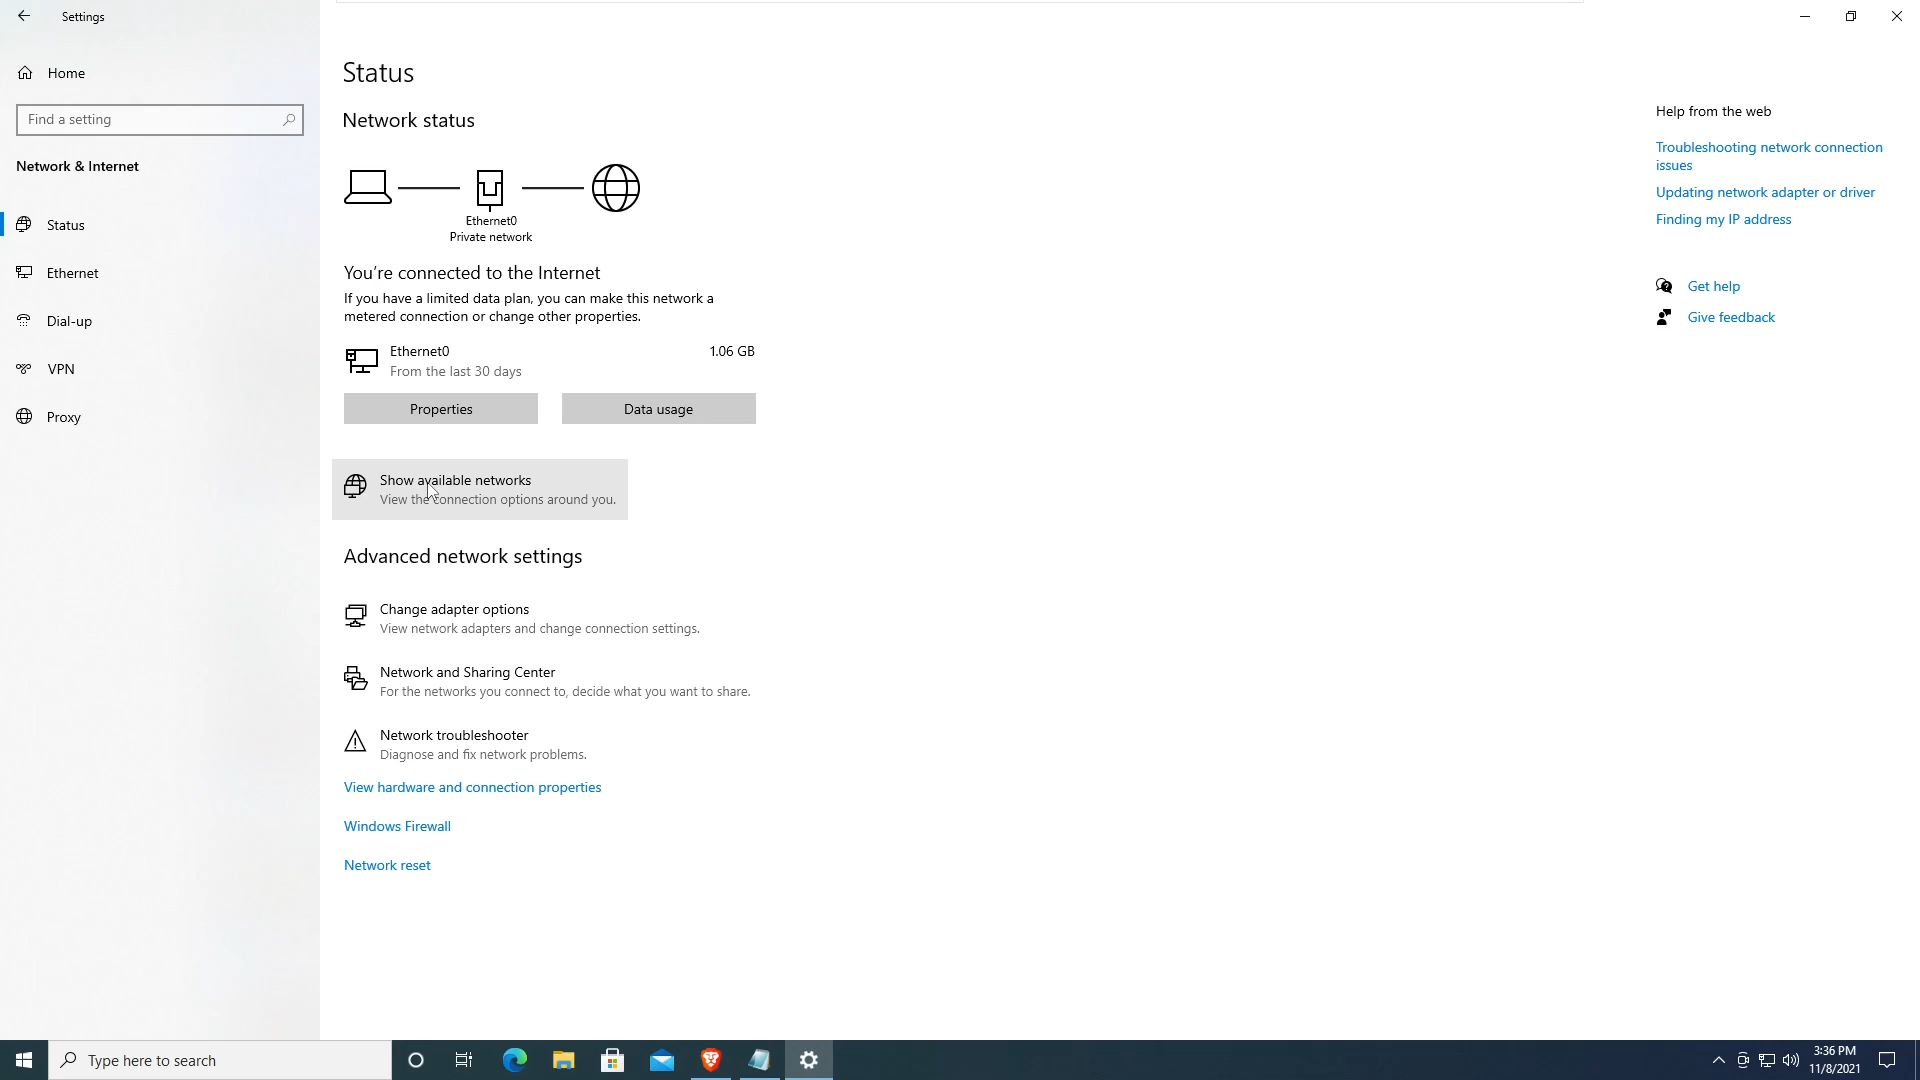 Settings
Home
Find a setting
Network & Internet
Status
Ethernet
Dial-up
VPN
Proxy
Status
Network status
Ethernet0
Private network
You're connected to the Internet
If you have a limited data plan, you can make this network a
metered connection or change other properties.
Ethernet0
1.06 GB
From the last 30 days
Properties
Data usage
Show available networks
View the connection options around you.
Advanced network settings
Change adapter options
View network adapters and change connection settings.
Network and Sharing Center
For the networks you connect to, decide what you want to share.
Network troubleshooter
Diagnose and fix network problems.
View hardware and connection properties
Windows Firewall
Network reset
Help from the web
Troubleshooting network connection
issues
Updating network adapter or driver
Finding my IP address
Get help
Give feedback
Type here to search
3:36 PM
11/8/2021